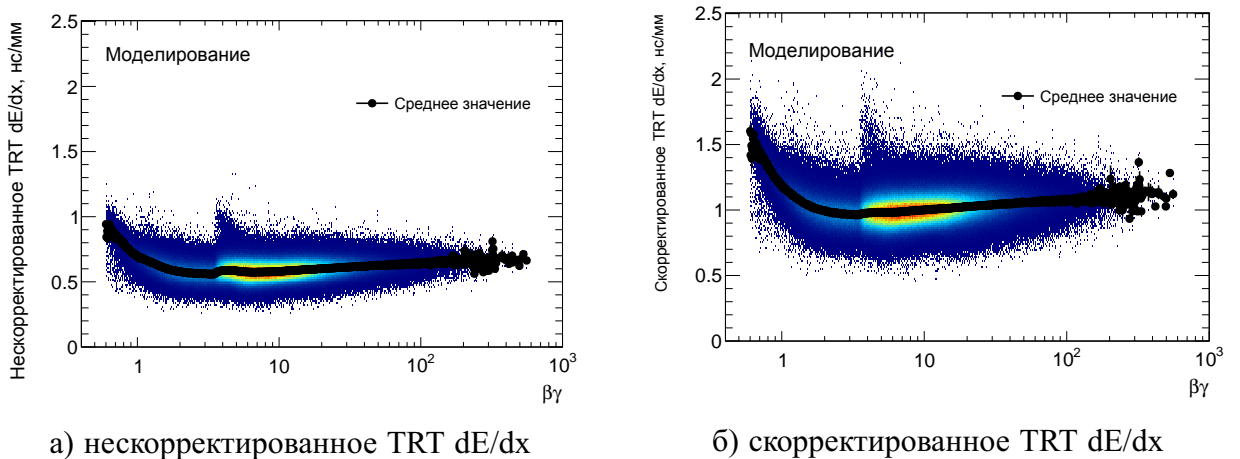 Нескорректированное TRT dE/dx, нс/мм
2.5
2
1.5
1
0.5
0
Моделирование
Среднее значение
1
10
10²
10³
βγ
а) нескорректированное TRT dE/dx
Скорректированное TRT dE/dx, нс/мм
2.5
2
1.5
1
0.5
0
Моделирование
Среднее значение
1
10
10²
10³
βγ
б) скорректированное TRT dE/dx